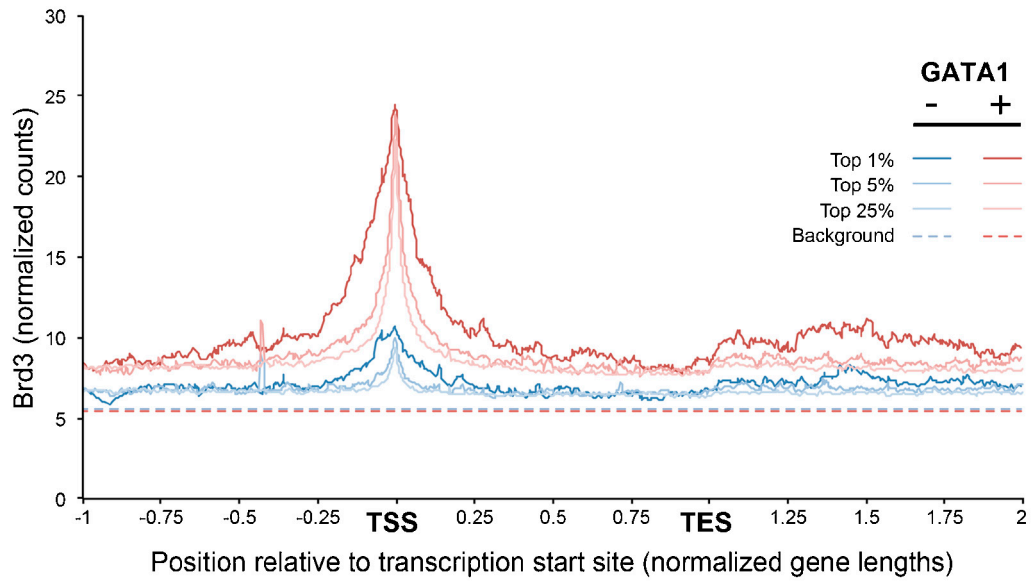 30
25
20
15
10
5
0
Brd3 (normalized counts)
GATA1
- +
Top 1%
Top 5%
Top 25%
Background
-1 -0.75 -0.5 -0.25 TSS 0.25 0.5 0.75 TES 1.25 1.5 1.75 2
Position relative to transcription start site (normalized gene lengths)